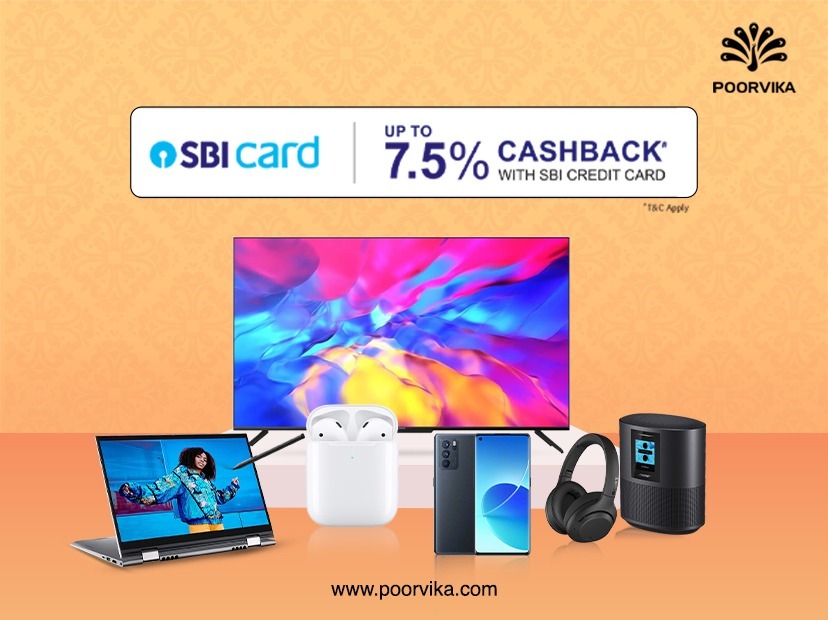 POORVIKA
SBI card
UP TO
7.5% CASHBACK#
WITH SBI CREDIT CARD
*T&C Apply
www.poorvika.com